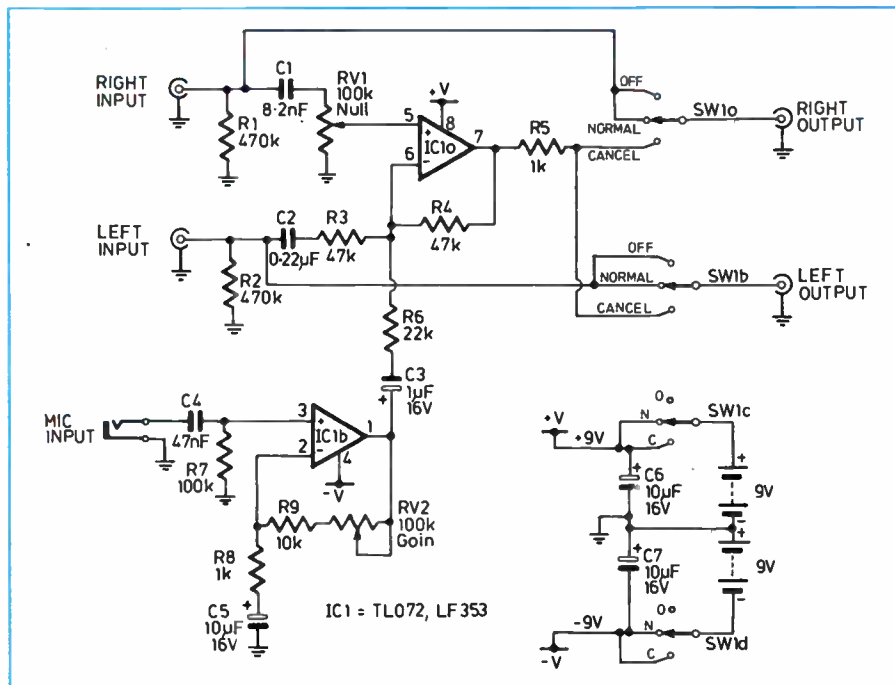 RIGHT
INPUT
C1
8·2nF
R1
470k
RV1
100k
Null
+V
5
+
8
6
-
IC1a
7
R5
1k
OFF
NORMAL
CANCEL
SW1a
RIGHT
OUTPUT
LEFT
INPUT
C2
0·22µF
R3
47k
R4
47k
R2
470k
OFF
NORMAL
CANCEL
SW1b
LEFT
OUTPUT
R6
22k
C3
1µF
16V
+
MIC
INPUT
C4
47nF
R7
100k
3
+
2
-
IC1b
1
4
-V
R9
10k
RV2
100k
Gain
R8
1k
+
C5
10µF
16V
IC1 = TL072, LF353
+V
+9V
O
N
C
SW1c
C6
10µF
16V
+
9V
-
+
9V
-
C7
10µF
16V
-9V
-V
O
N
C
SW1d